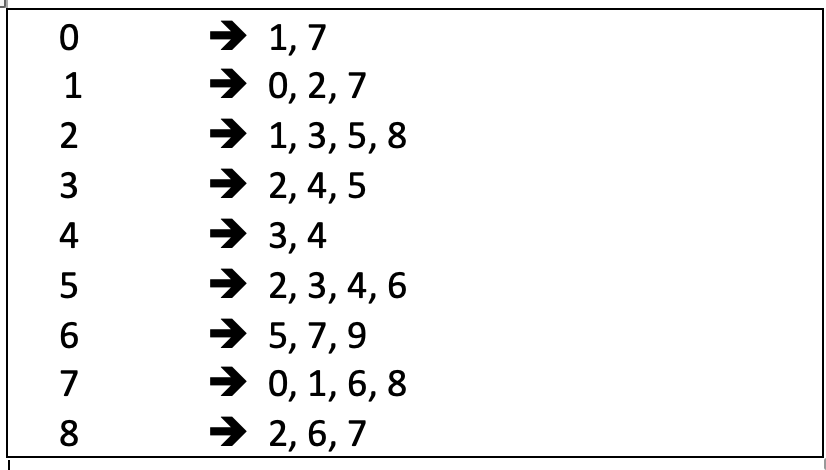 0 ➔ 1, 7
1 ➔ 0, 2, 7
2 ➔ 1, 3, 5, 8
3 ➔ 2, 4, 5
4 ➔ 3, 4
5 ➔ 2, 3, 4, 6
6 ➔ 5, 7, 9
7 ➔ 0, 1, 6, 8
8 ➔ 2, 6, 7